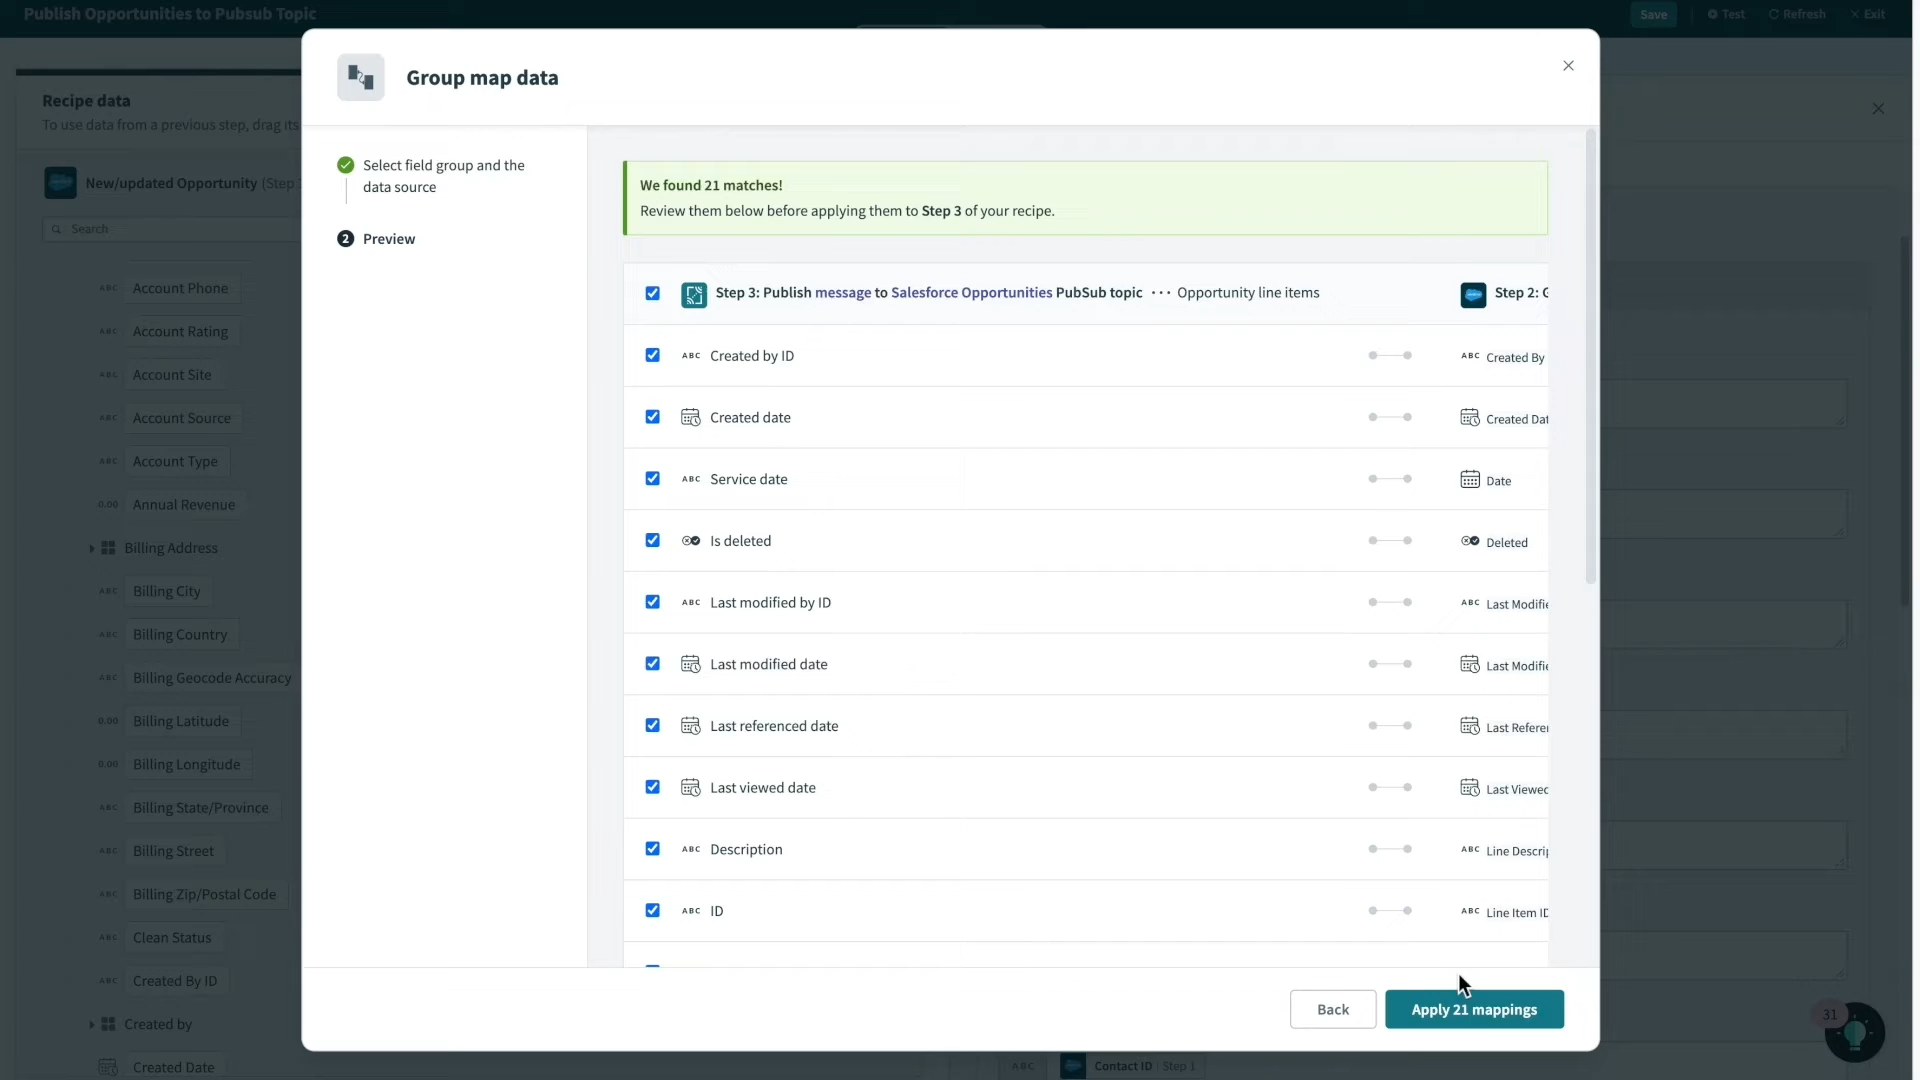 Publish Opportunities to Pubsub Topic
Save
Test
Refresh
Exit
Recipe data
To use data from a previous step, drag its
New/updated Opportunity (Step
Search
ABC Account Phone
ABC Account Rating
ABC Account Site
ABC Account Source
ABC Account Type
0.00 Annual Revenue
Billing Address
ABC Billing City
ABC Billing Country
ABC Billing Geocode Accuracy
0.00 Billing Latitude
0.00 Billing Longitude
ABC Billing State/Province
ABC Billing Street
ABC Billing Zip/Postal Code
ABC Clean Status
ABC Created By ID
Created by
Created Date
Group map data
Select field group and the
data source
2 Preview
We found 21 matches!
Review them below before applying them to Step 3 of your recipe.
Step 3: Publish message to Salesforce Opportunities PubSub topic ··· Opportunity line items Step 2:
ABC Created by ID ABC Created By
Created date Created Dat
ABC Service date Date
Is deleted Deleted
ABC Last modified by ID ABC Last Modifie
Last modified date Last Modifie
Last referenced date Last Refere
Last viewed date Last Viewed
ABC Description ABC Line Descrip
ABC ID ABC Line Item ID
Back
Apply 21 mappings
31
ABC Contact ID | Step 1